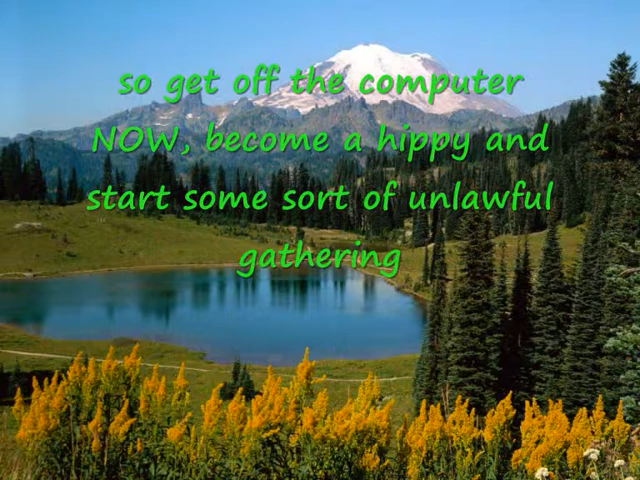 so get off the computer
NOW, become a hippy and
start some sort of unlawful
gathering